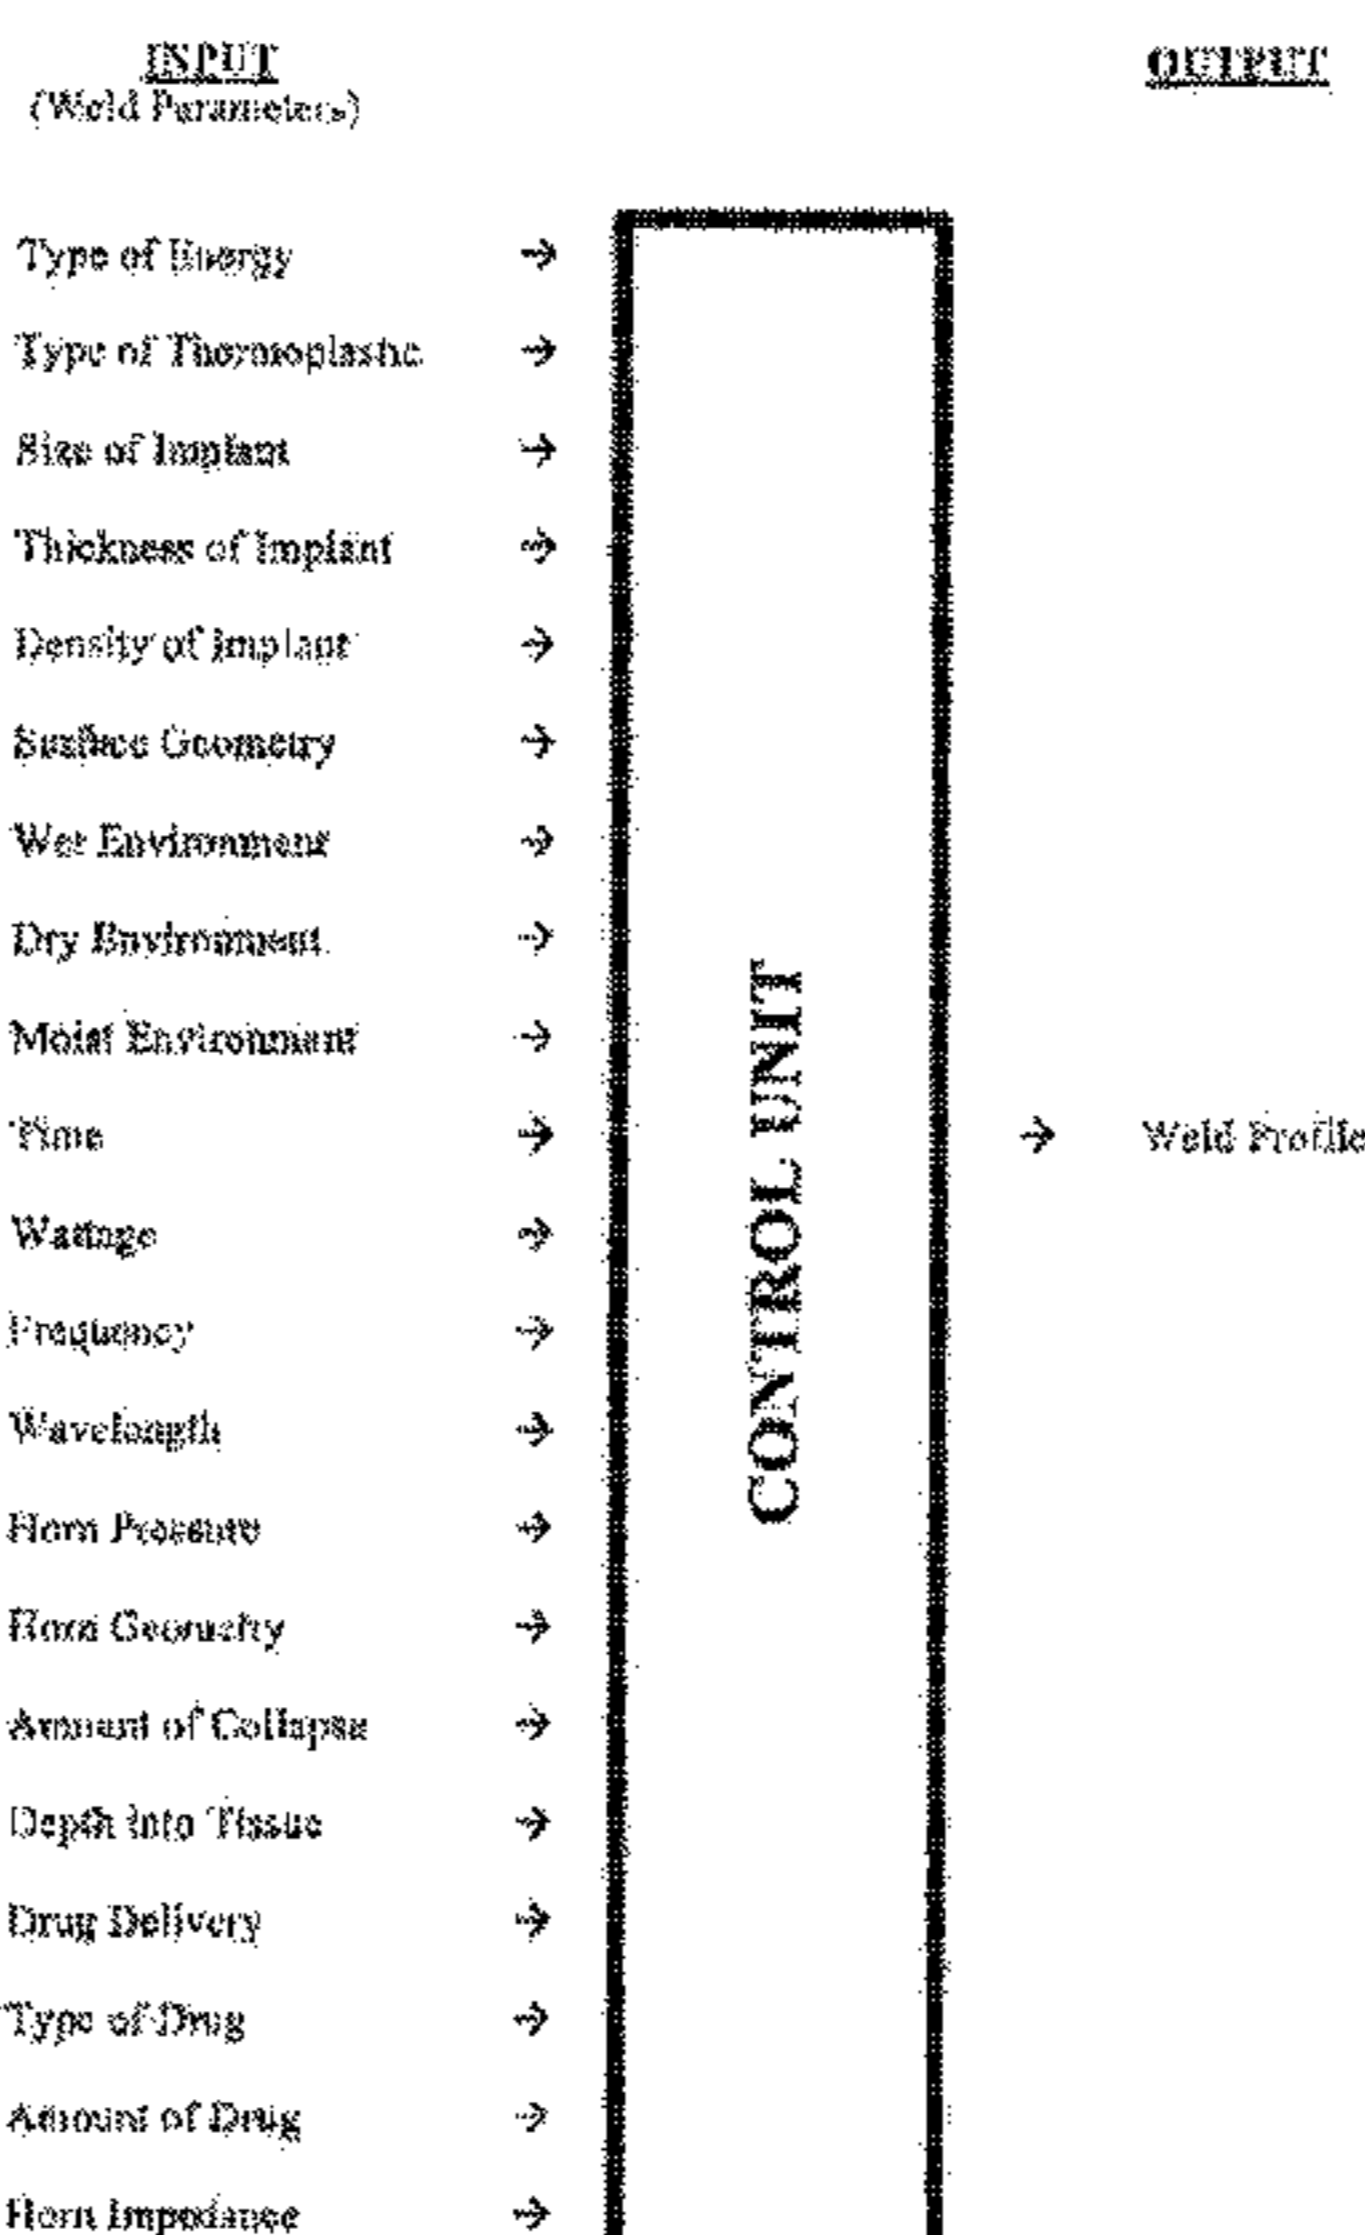 INPUT
(Weld Parameters)
OUTPUT
Type of Energy
Type of Thermoplastic
Size of Implant
Thickness of Implant
Density of Implant
Surface Geometry
Wet Environment
Dry Environment
Moist Environment
Time
Wattage
Frequency
Wavelength
Horn Pressure
Horn Geometry
Amount of Collapse
Depth into Tissue
Drug Delivery
Type of Drug
Amount of Drug
Horn Impedance
CONTROL UNIT
Weld Profile